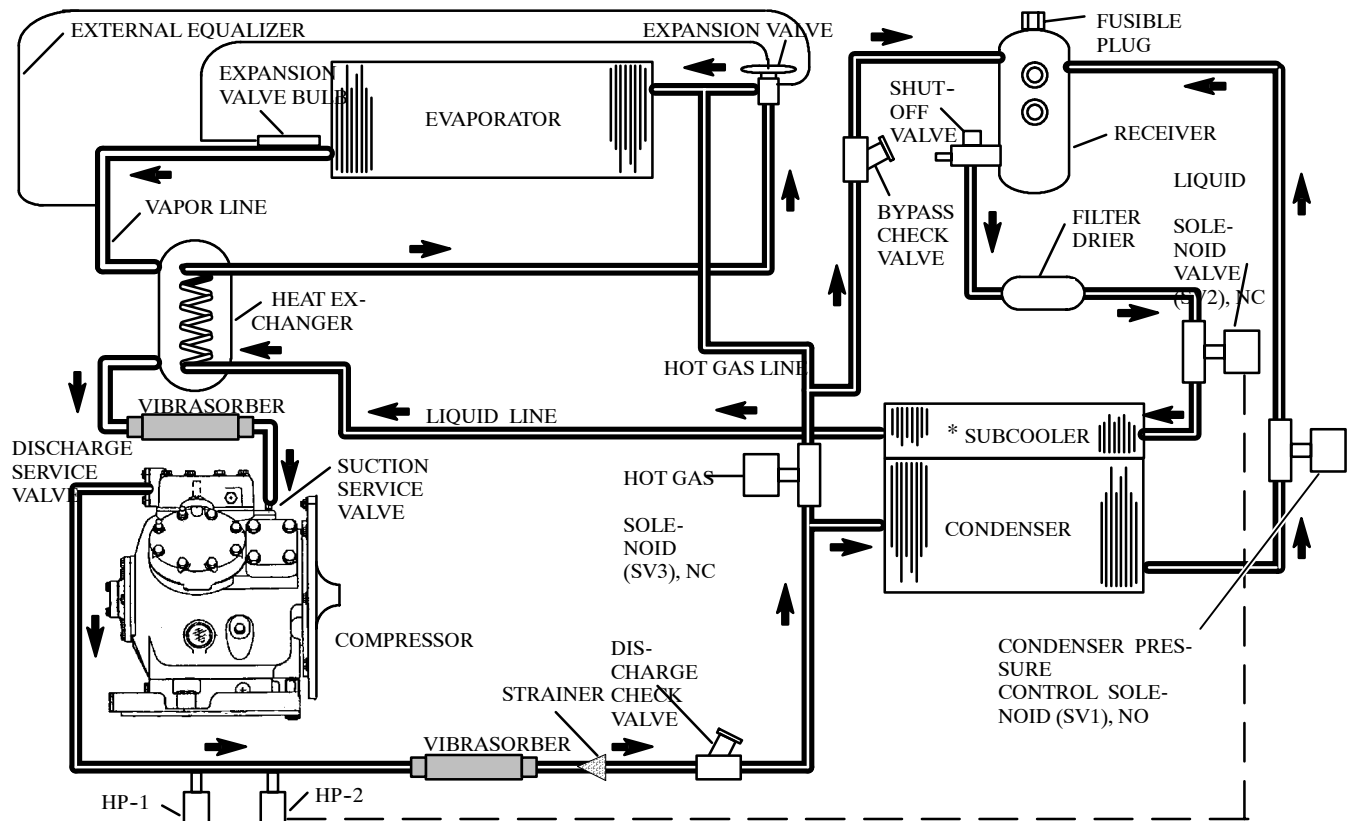 EXTERNAL EQUALIZER
EXPANSION VALVE
FUSIBLE
PLUG
EXPANSION
VALVE BULB
EVAPORATOR
SHUT-
OFF
VALVE
RECEIVER
VAPOR LINE
BYPASS
CHECK
VALVE
FILTER
DRIER
LIQUID
SOLE-
NOID
VALVE
(SV2), NC
HEAT EX-
CHANGER
HOT GAS LINE
VIBRASORBER
LIQUID LINE
* SUBCOOLER
DISCHARGE
SERVICE
VALVE
SUCTION
SERVICE
VALVE
HOT GAS
SOLE-
NOID
(SV3), NC
CONDENSER
COMPRESSOR
DIS-
CHARGE
CHECK
VALVE
STRAINER
CONDENSER PRES-
SURE
CONTROL SOLE-
NOID (SV1), NO
VIBRASORBER
HP-1
HP-2